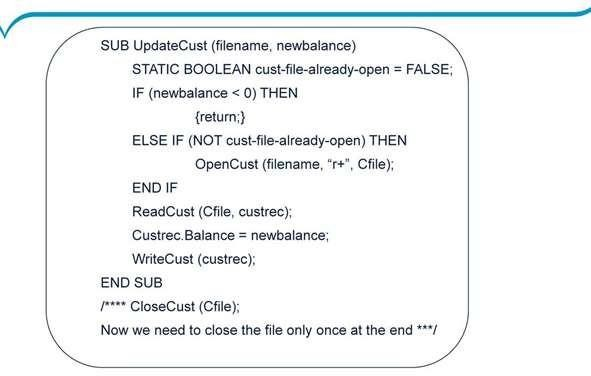 SUB UpdateCust (filename, newbalance)
STATIC BOOLEAN cust-file-already-open = FALSE;
IF (newbalance < 0) THEN
{return;}
ELSE IF (NOT cust-file-already-open) THEN
OpenCust (filename, “r+”, Cfile);
END IF
ReadCust (Cfile, custrec);
Custrec.Balance = newbalance;
WriteCust (custrec);
END SUB
/**** CloseCust (Cfile);
Now we need to close the file only once at the end ***/